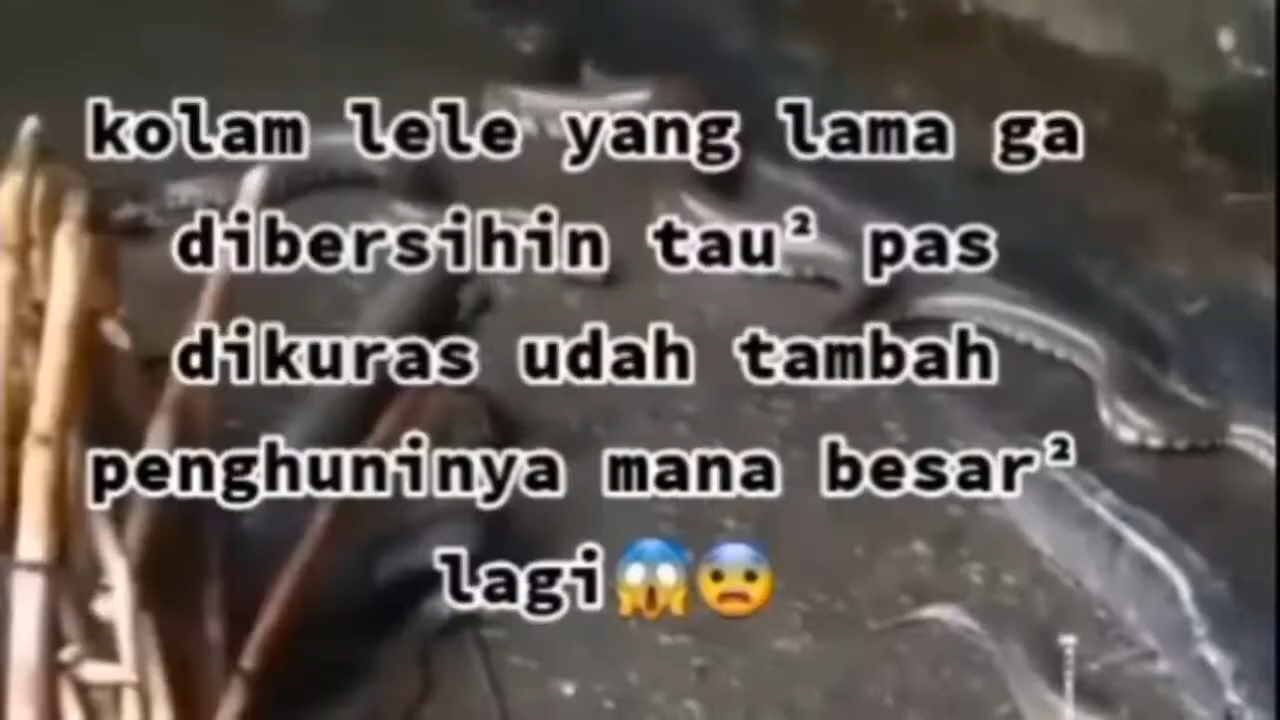 kolam lele yang lama ga
dibersihin tau² pas
dikuras udah tambah
penghuninya mana besar²
lagi😱😨